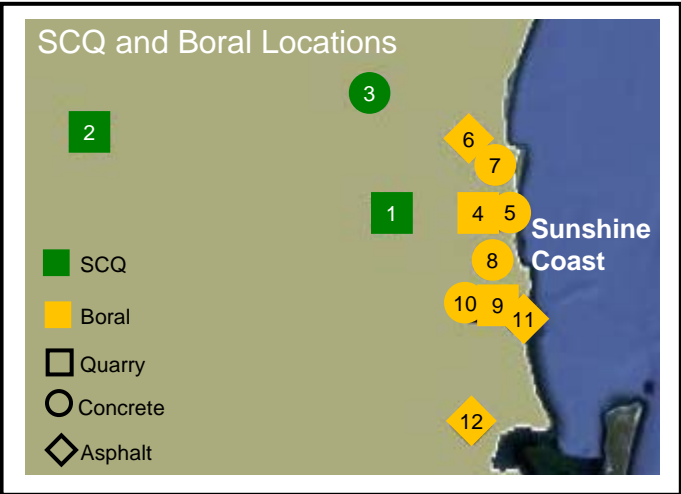 SCQ and Boral Locations
3
2
6
7
1
4
5
Sunshine
Coast
8
SCQ
10
9
11
Boral
Quarry
Concrete
12
Asphalt